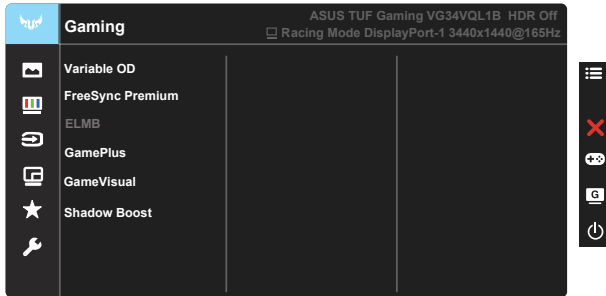 Gaming
ASUS TUF Gaming VG34VQL1B HDR Off
Racing Mode DisplayPort-1 3440x1440@165Hz
Variable OD
FreeSync Premium
ELMB
GamePlus
GameVisual
Shadow Boost
G